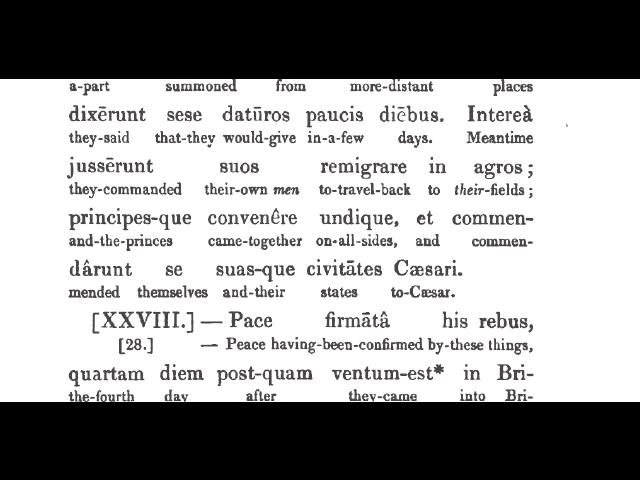 a-part summoned from more-distant places
dixērunt sese datūros paucis diēbus. Intereà
they-said that-they would-give in-a-few days. Meantime
jussērunt suos remigrare in agros ;
they-commanded their-own men to-travel-back to their-fields ;
principes-que convenêre undique, et commen-
and-the-princes came-together on-all-sides, and commen-
dârunt se suas-que civitātes Cæsari.
mended themselves and-their states to-Cæsar.
[XXVIII.] — Pace firmātâ his rebus,
[28.] — Peace having-been-confirmed by-these things,
quartam diem post-quam ventum-est* in Bri-
the-fourth day after they-came into Bri-